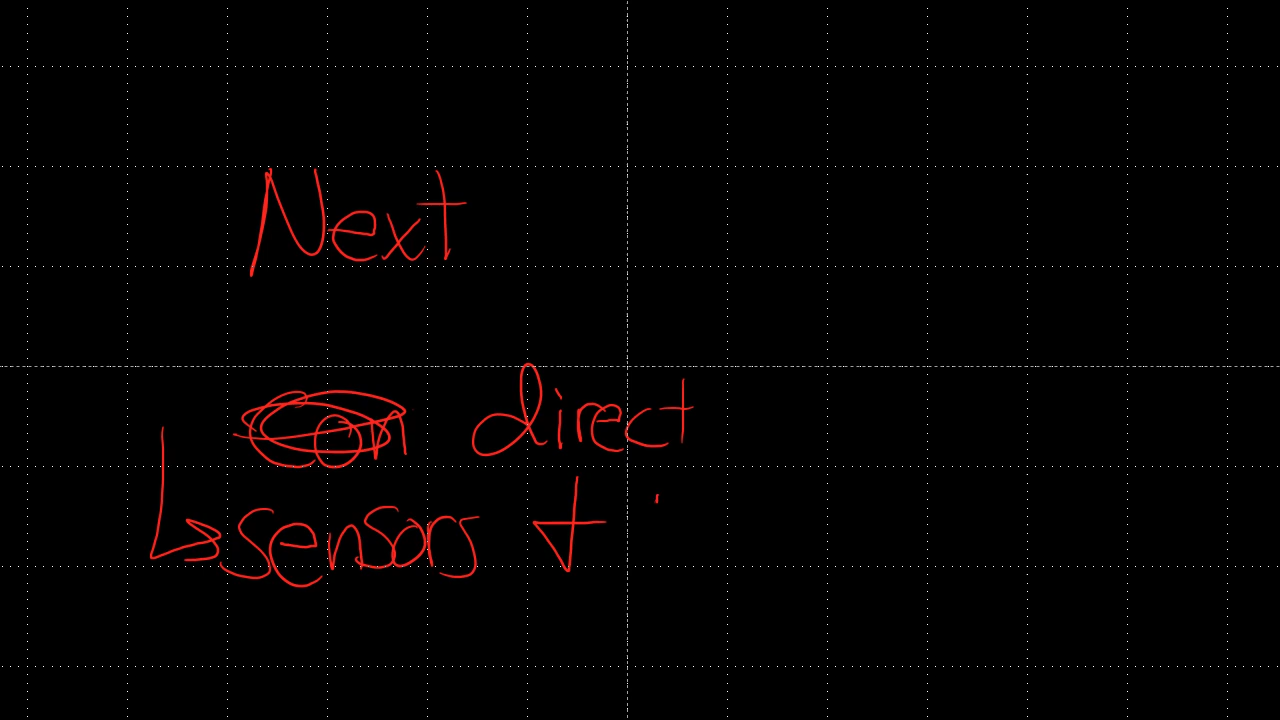 Next
direct
↳ sensors +